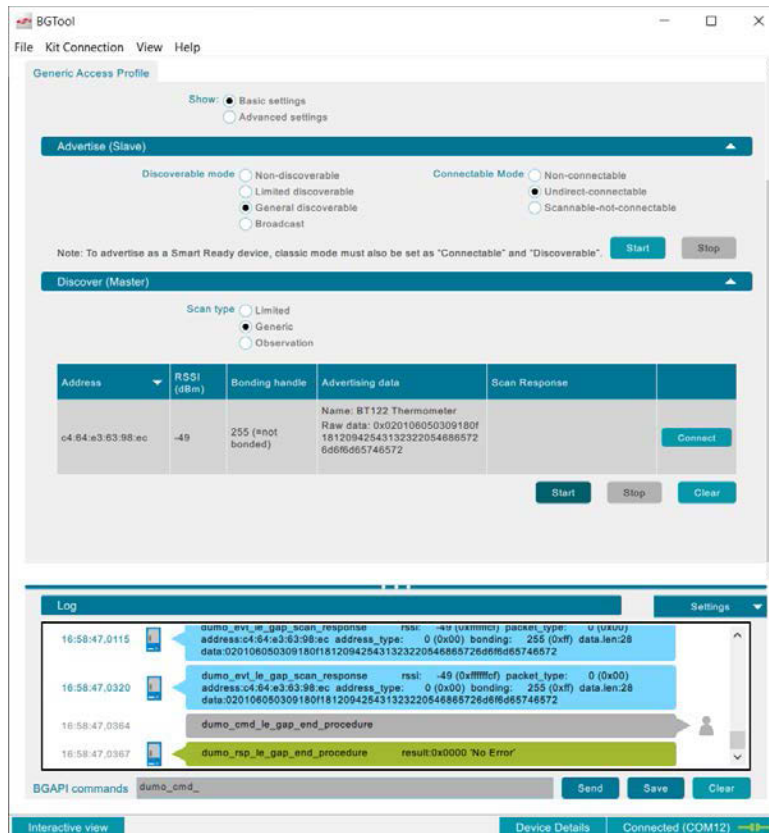 BGTool
File Kit Connection View Help
Generic Access Profile
Show: Basic settings
Advanced settings
Advertise (Slave)
Discoverable mode Non-discoverable Connectable Mode Non-connectable
Limited discoverable Undirect-connectable
General discoverable Scannable-not-connectable
Broadcast
Note: To advertise as a Smart Ready device, classic mode must also be set as "Connectable" and "Discoverable". Start Stop
Discover (Master)
Scan type Limited
Generic
Observation
Address RSSI (dBm) Bonding handle Advertising data Scan Response
Name: BT122 Thermometer
c4:64:e3:63:98:ec -49 255 (=not bonded) Raw data: 0x020106050309180f
18120942543132322054686572
6d6f6d65746572
Connect
Start Stop Clear
Log Settings
dumo_evt_le_gap_scan_response rssi: -49 (0xffffffcf) packet_type: 0 (0x00)
16:58:47,0115 address:c4:64:e3:63:98:ec address_type: 0 (0x00) bonding: 255 (0xff) data.len:28
data:020106050309180f181209425431323220546865726d6f6d65746572
dumo_evt_le_gap_scan_response rssi: -49 (0xffffffcf) packet_type: 0 (0x00)
16:58:47,0320 address:c4:64:e3:63:98:ec address_type: 0 (0x00) bonding: 255 (0xff) data.len:28
data:020106050309180f181209425431323220546865726d6f6d65746572
16:58:47,0364 dumo_cmd_le_gap_end_procedure
16:58:47,0367 dumo_rsp_le_gap_end_procedure result:0x0000 'No Error'
BGAPI commands dumo_cmd_ Send Save Clear
Interactive view Device Details Connected (COM12)